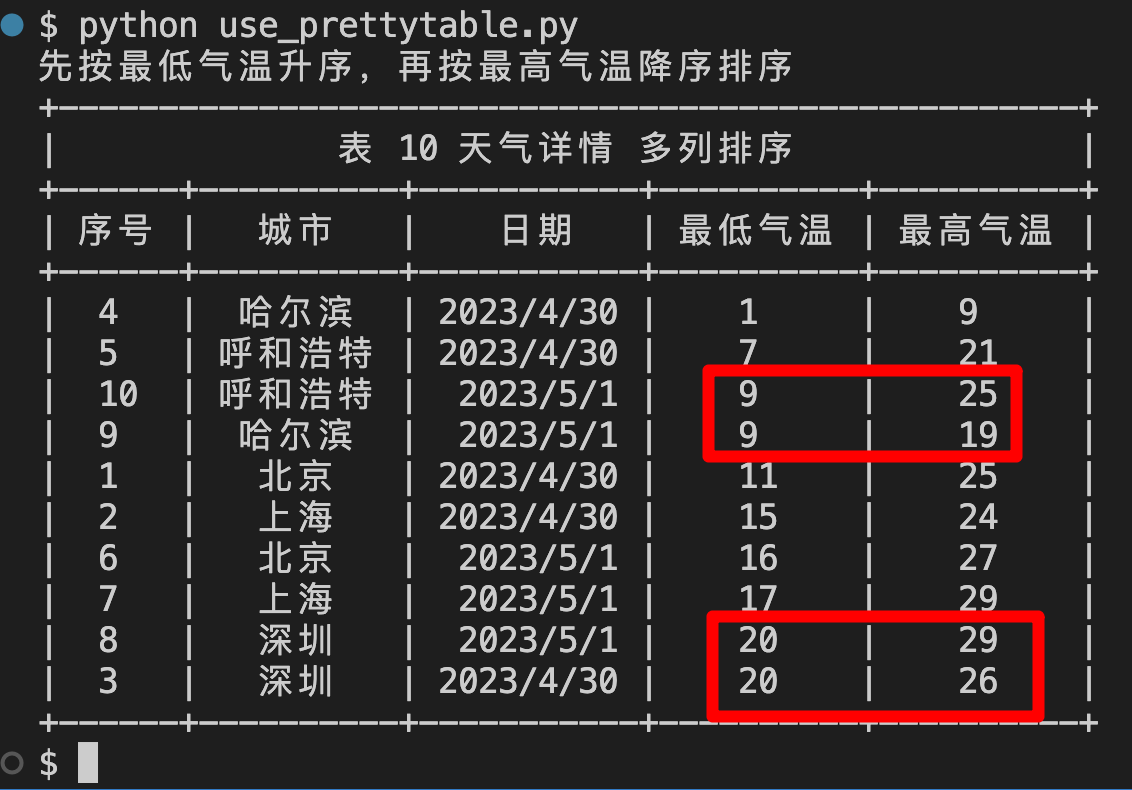 $ python use_prettytable.py
先按最低气温升序，再按最高气温降序排序
+----------------------------------------------------+
|               表 10 天气详情 多列排序               |
+------+----------+-----------+----------+----------+
| 序号 |   城市   |    日期   | 最低气温 | 最高气温 |
+------+----------+-----------+----------+----------+
|  4   |  哈尔滨  | 2023/4/30 |    1     |    9     |
|  5   | 呼和浩特 | 2023/4/30 |    7     |    21    |
|  10  | 呼和浩特 |  2023/5/1 |    9     |    25    |
|  9   |  哈尔滨  |  2023/5/1 |    9     |    19    |
|  1   |   北京   | 2023/4/30 |    11    |    25    |
|  2   |   上海   | 2023/4/30 |    15    |    24    |
|  6   |   北京   |  2023/5/1 |    16    |    27    |
|  7   |   上海   |  2023/5/1 |    17    |    29    |
|  8   |   深圳   |  2023/5/1 |    20    |    29    |
|  3   |   深圳   | 2023/4/30 |    20    |    26    |
+------+----------+-----------+----------+----------+
$